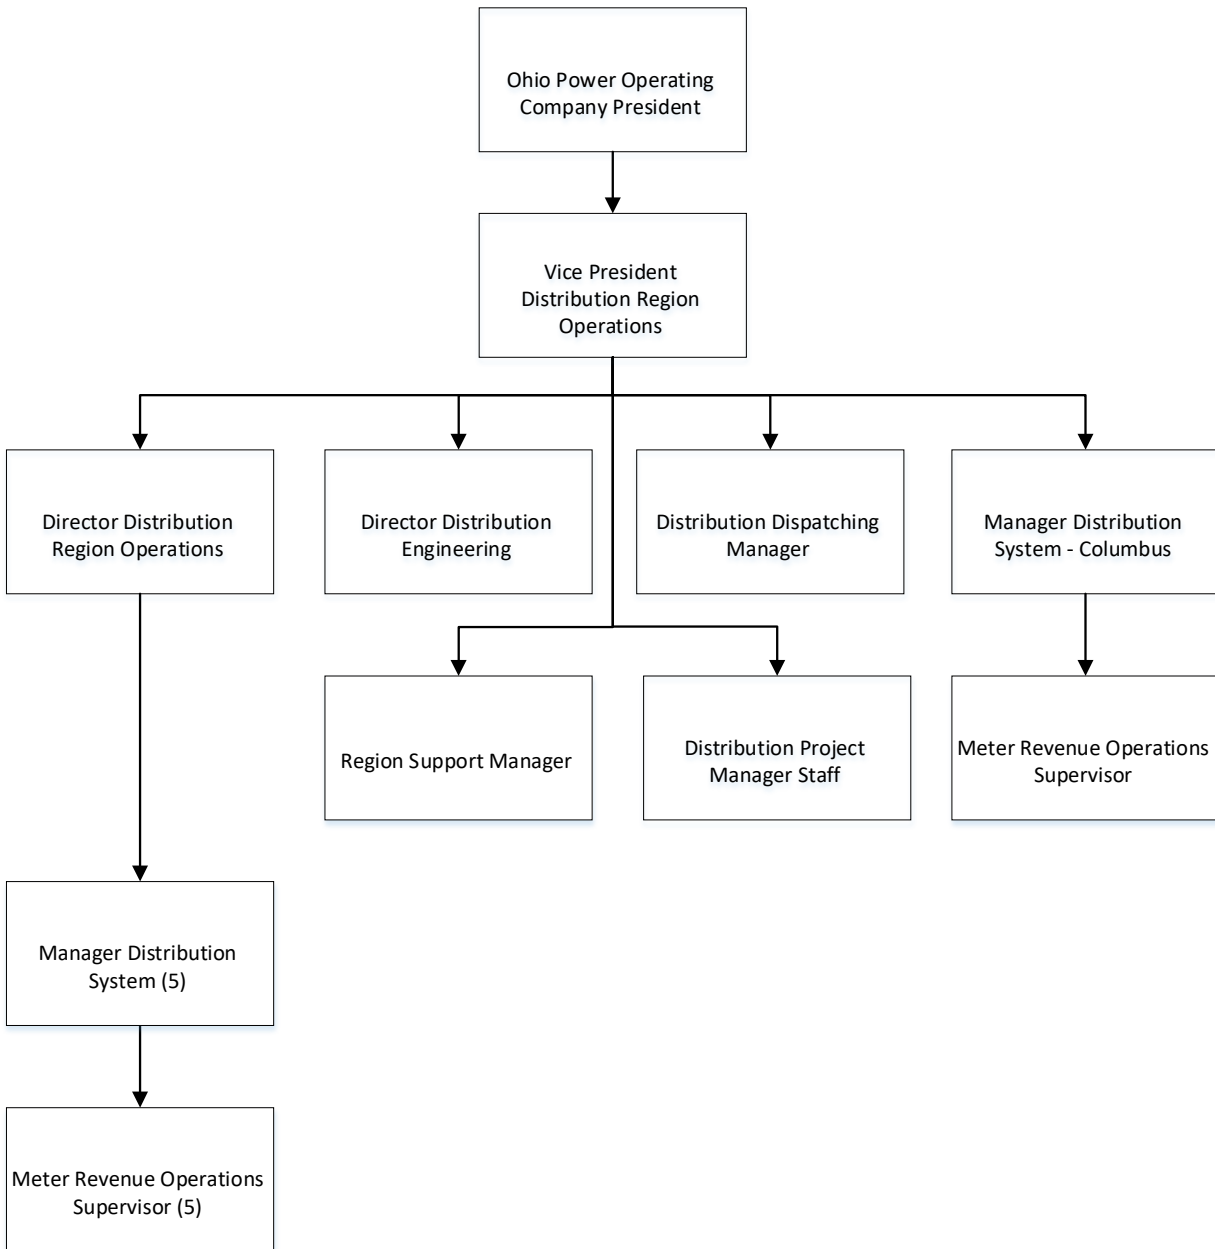 Ohio Power Operating
Company President
Vice President
Distribution Region
Operations
Director Distribution
Region Operations
Director Distribution
Engineering
Distribution Dispatching
Manager
Manager Distribution
System - Columbus
Region Support Manager
Distribution Project
Manager Staff
Meter Revenue Operations
Supervisor
Manager Distribution
System (5)
Meter Revenue Operations
Supervisor (5)